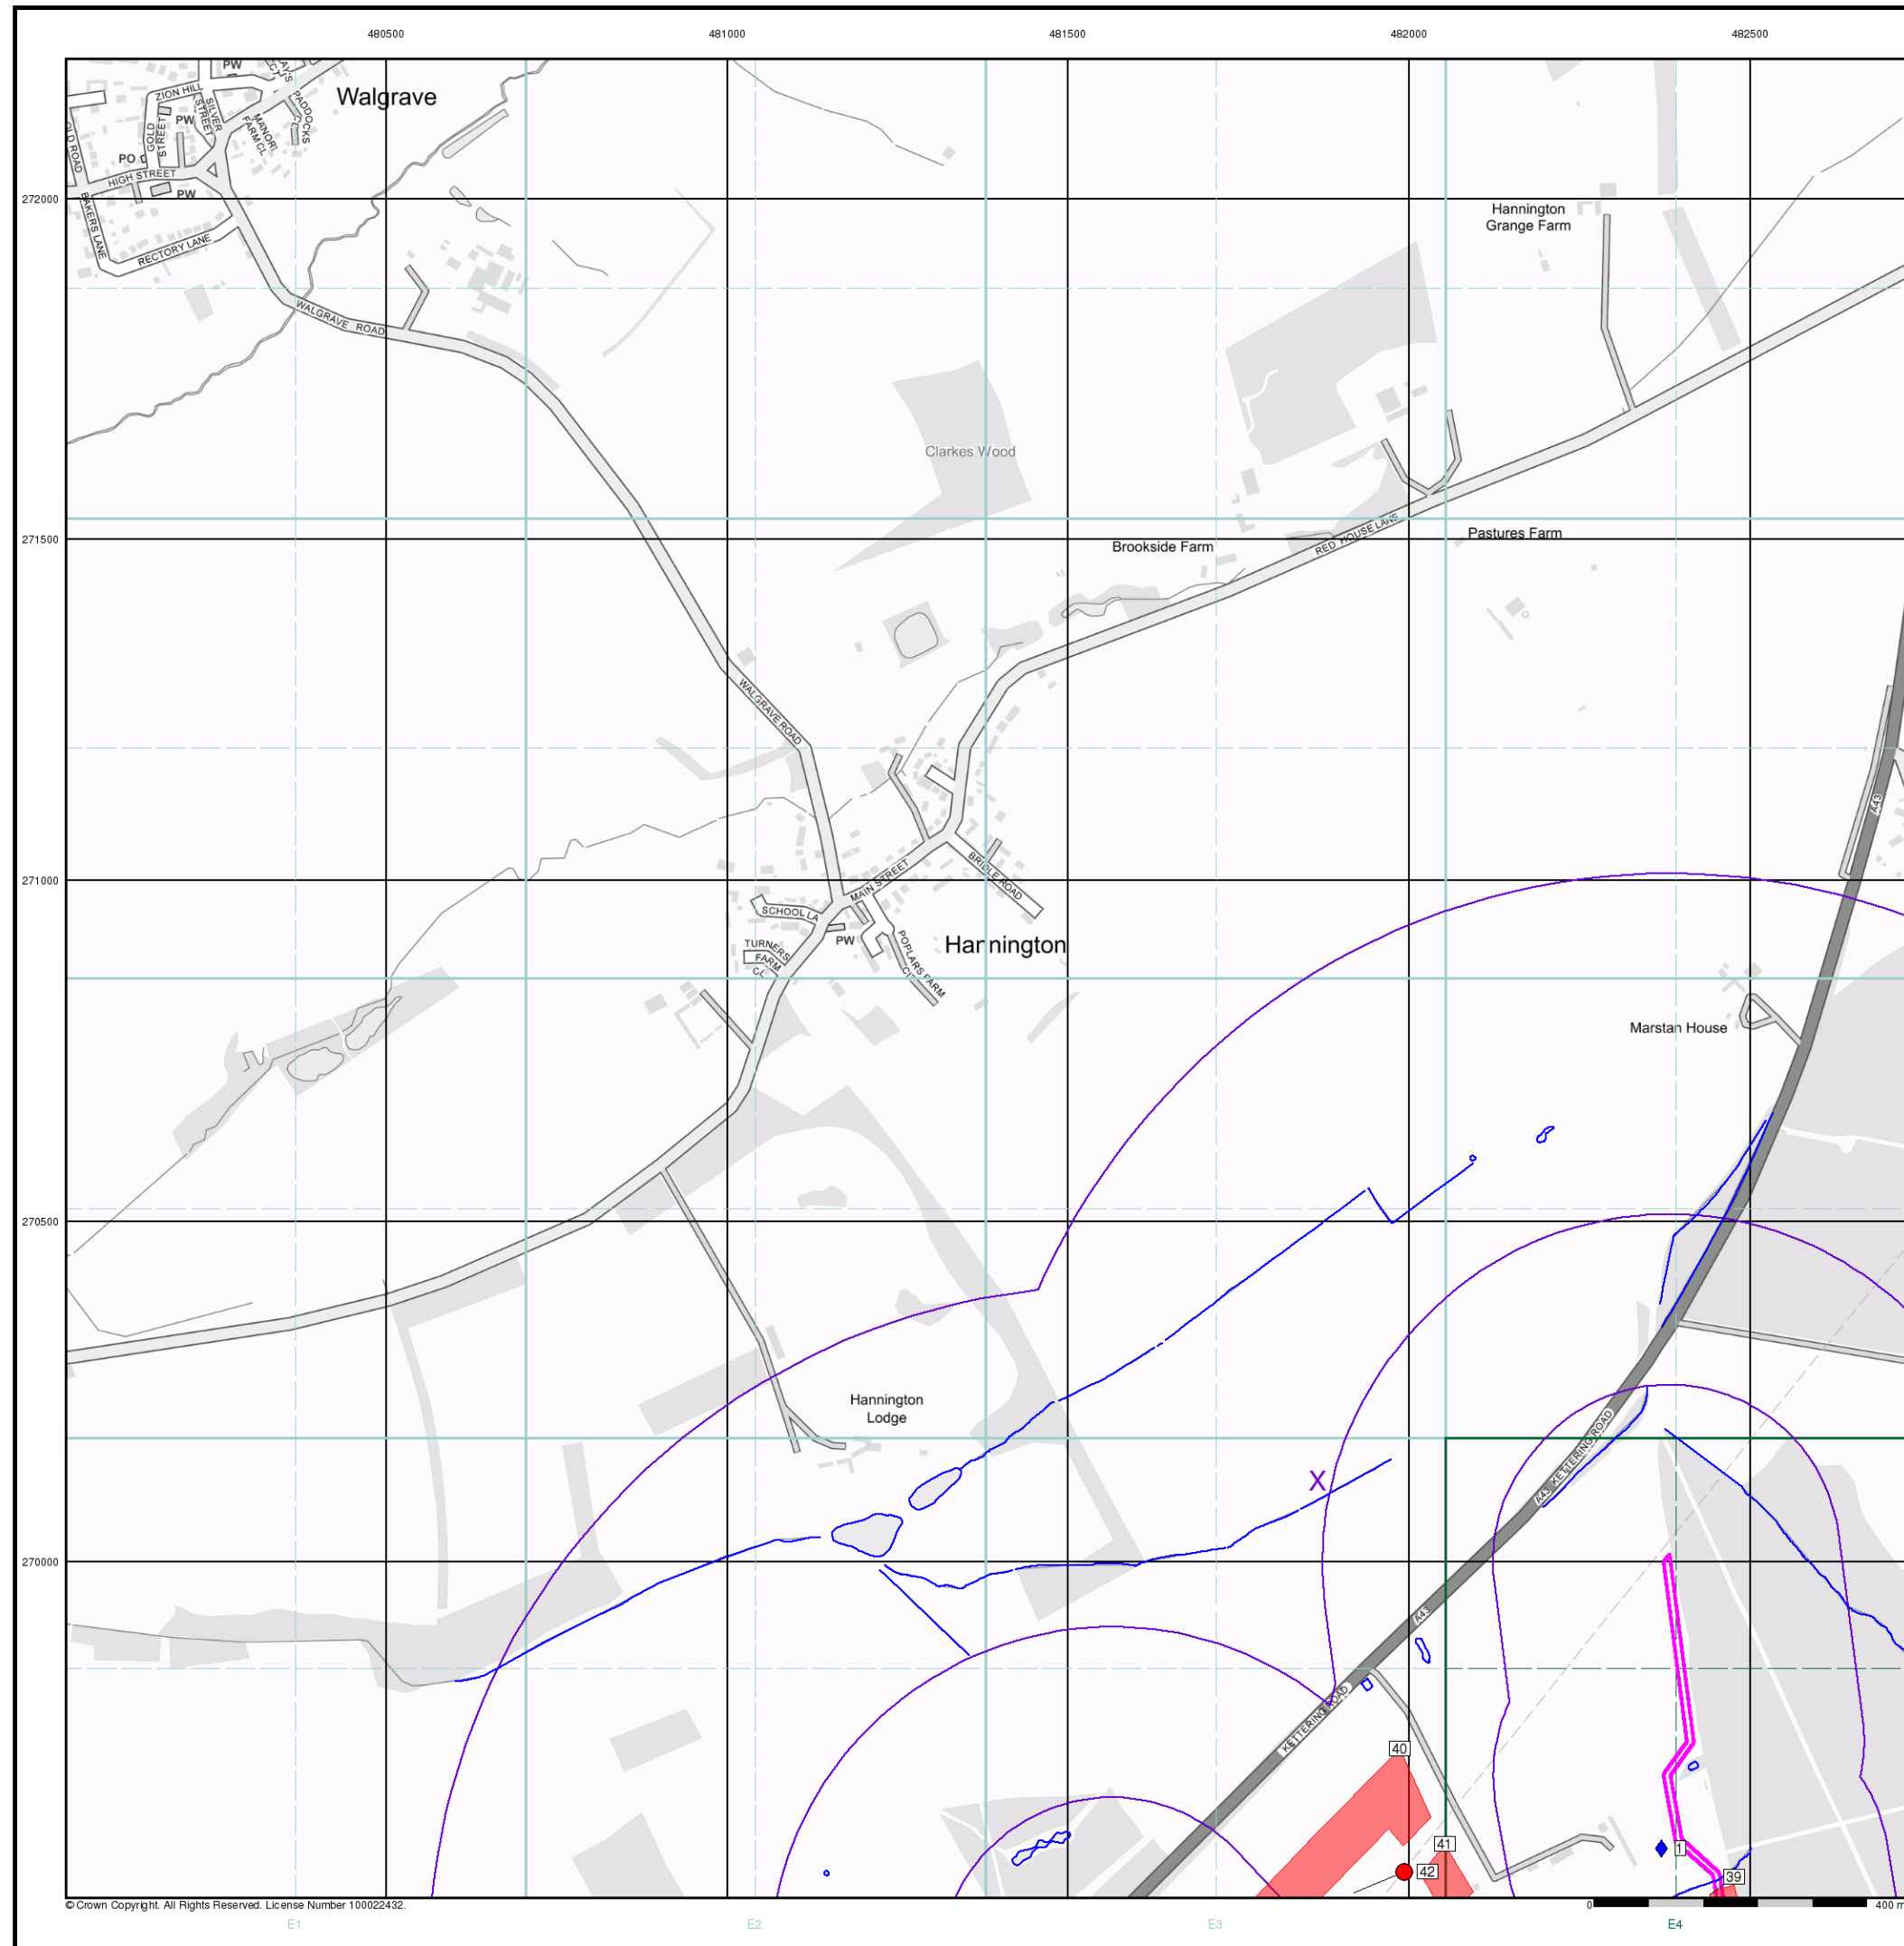 480500 481000 481500 482000 482500
PW
ZION HILL
SILVER
STREET
PADDOCKS
Walgrave
GOLD
STREET
PW
MANOR
FARM CL
OLD ROAD
PO
HIGH STREET
PW
BAKERS LANE
RECTORY LANE
272000
Hannington
Grange Farm
WALGRAVE ROAD
Clarkes Wood
271500
Brookside Farm
RED HOUSE LANE
Pastures Farm
WALGRAVE ROAD
A43
271000
MAIN STREET
BRIDLE ROAD
SCHOOL LA
PW
TURNERS
FARM
CL
POPLARS FARM
CL
Hannington
Marstan House
270500
Hannington
Lodge
A43 KETTERING ROAD
X
270000
A43
KETTERING ROAD
40
41
42
1
39
© Crown Copyright. All Rights Reserved. License Number 100022432.
0 400 m
E1 E2 E3 E4